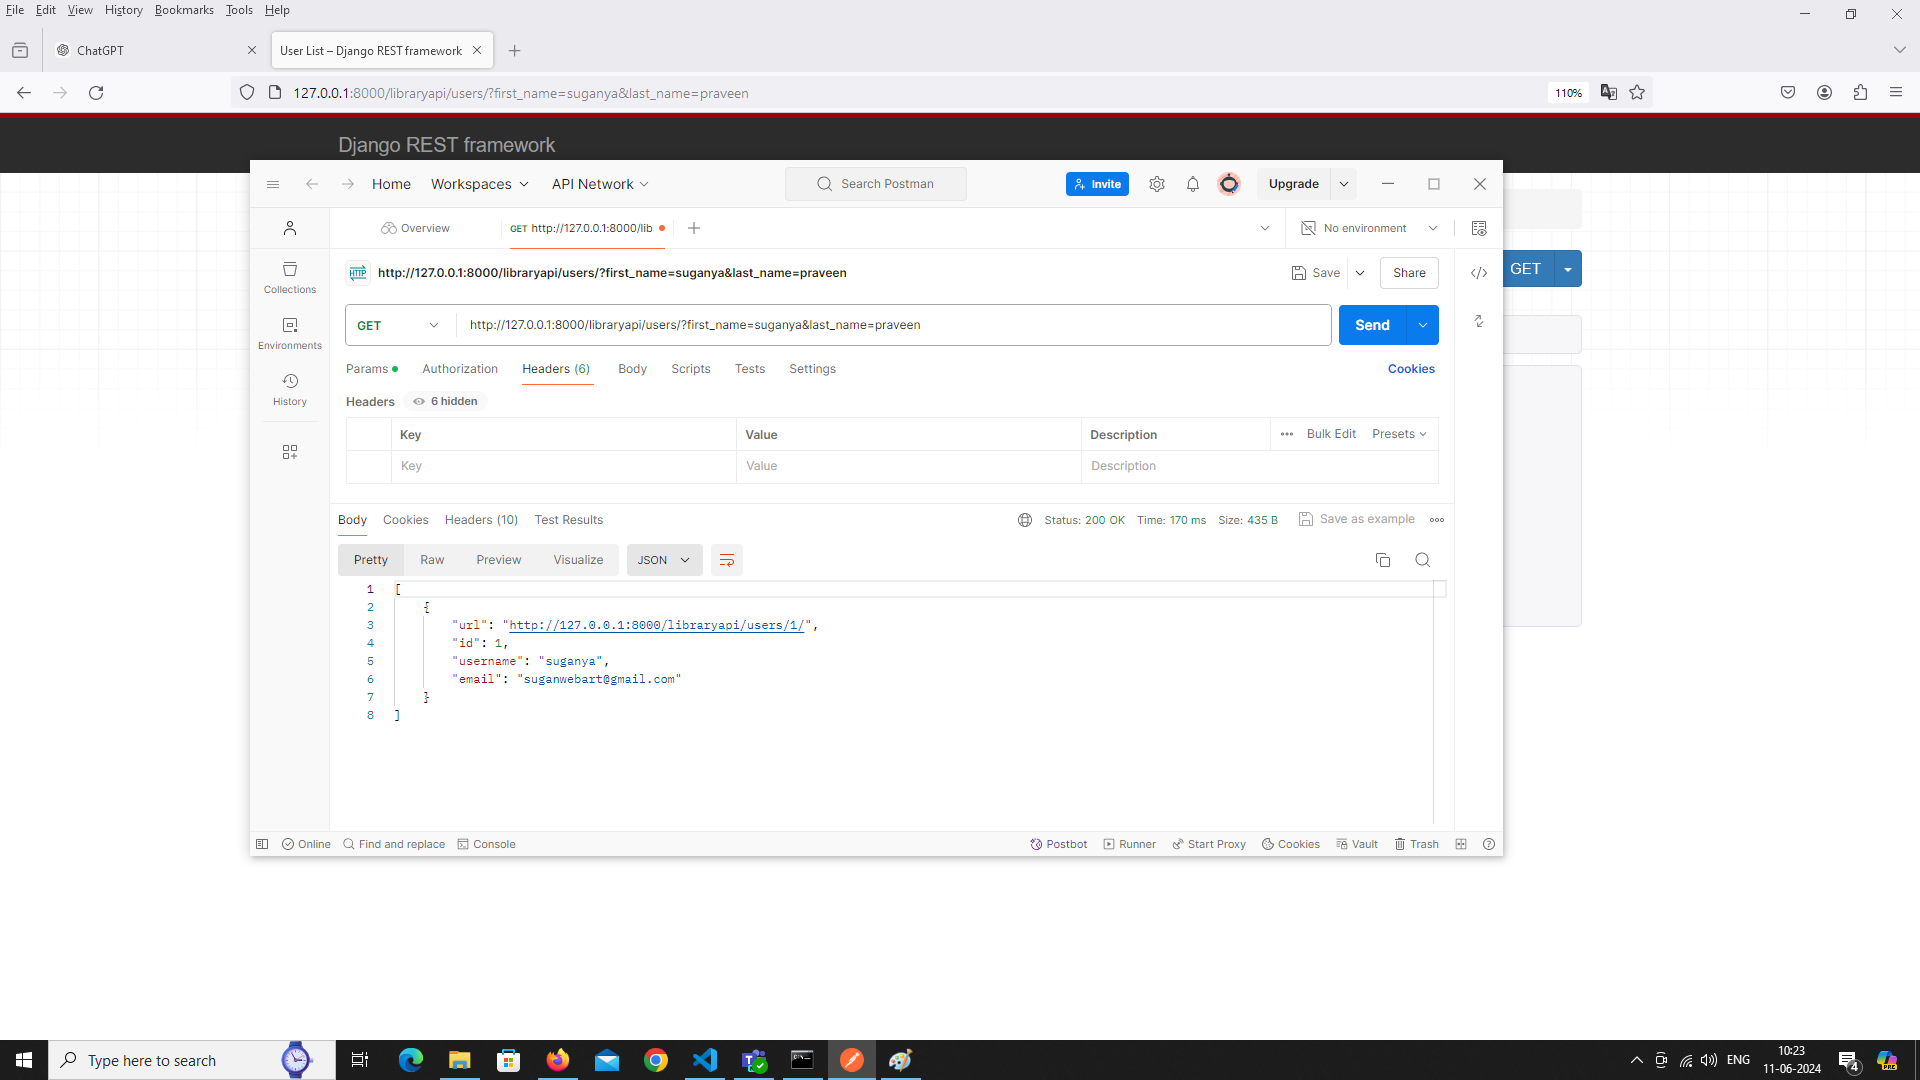 File Edit View History Bookmarks Tools Help
ChatGPT
User List – Django REST framework
127.0.0.1:8000/libraryapi/users/?first_name=suganya&last_name=praveen
110%
Django REST framework
Home Workspaces API Network
Search Postman
Invite
Upgrade
Overview
GET http://127.0.0.1:8000/lib
No environment
GET
HTTP http://127.0.0.1:8000/libraryapi/users/?first_name=suganya&last_name=praveen
Save
Share
Collections
GET
http://127.0.0.1:8000/libraryapi/users/?first_name=suganya&last_name=praveen
Send
Environments
Params Authorization Headers (6) Body Scripts Tests Settings
Cookies
History
Headers 6 hidden
Key Value Description Bulk Edit Presets
Key Value Description
Body Cookies Headers (10) Test Results
Status: 200 OK Time: 170 ms Size: 435 B Save as example
Pretty Raw Preview Visualize JSON
1 [
2 {
3 "url": "http://127.0.0.1:8000/libraryapi/users/1/",
4 "id": 1,
5 "username": "suganya",
6 "email": "suganwebart@gmail.com"
7 }
8 ]
Online Find and replace Console
Postbot Runner Start Proxy Cookies Vault Trash
Type here to search
ENG
10:23
11-06-2024
4